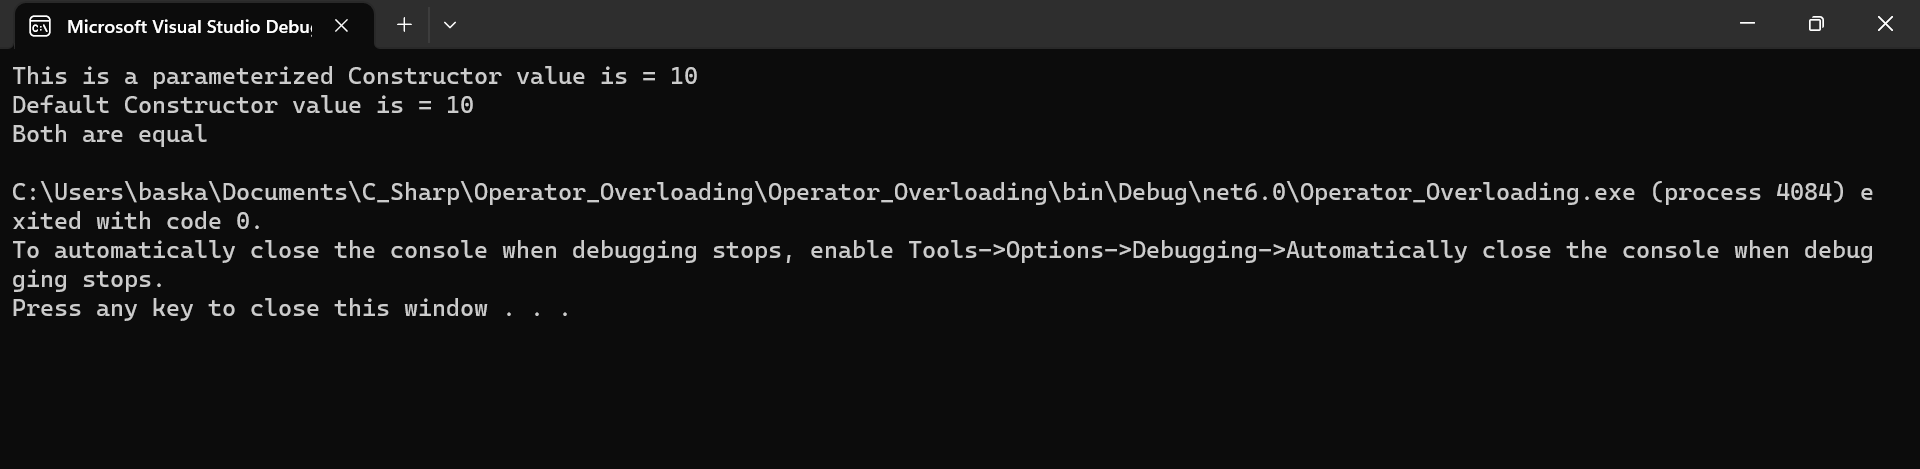 Microsoft Visual Studio Debu
This is a parameterized Constructor value is = 10
Default Constructor value is = 10
Both are equal
C:\Users\baska\Documents\C_Sharp\Operator_Overloading\Operator_Overloading\bin\Debug\net6.0\Operator_Overloading.exe (process 4084) e
xited with code 0.
To automatically close the console when debugging stops, enable Tools->Options->Debugging->Automatically close the console when debug
ging stops.
Press any key to close this window . . .